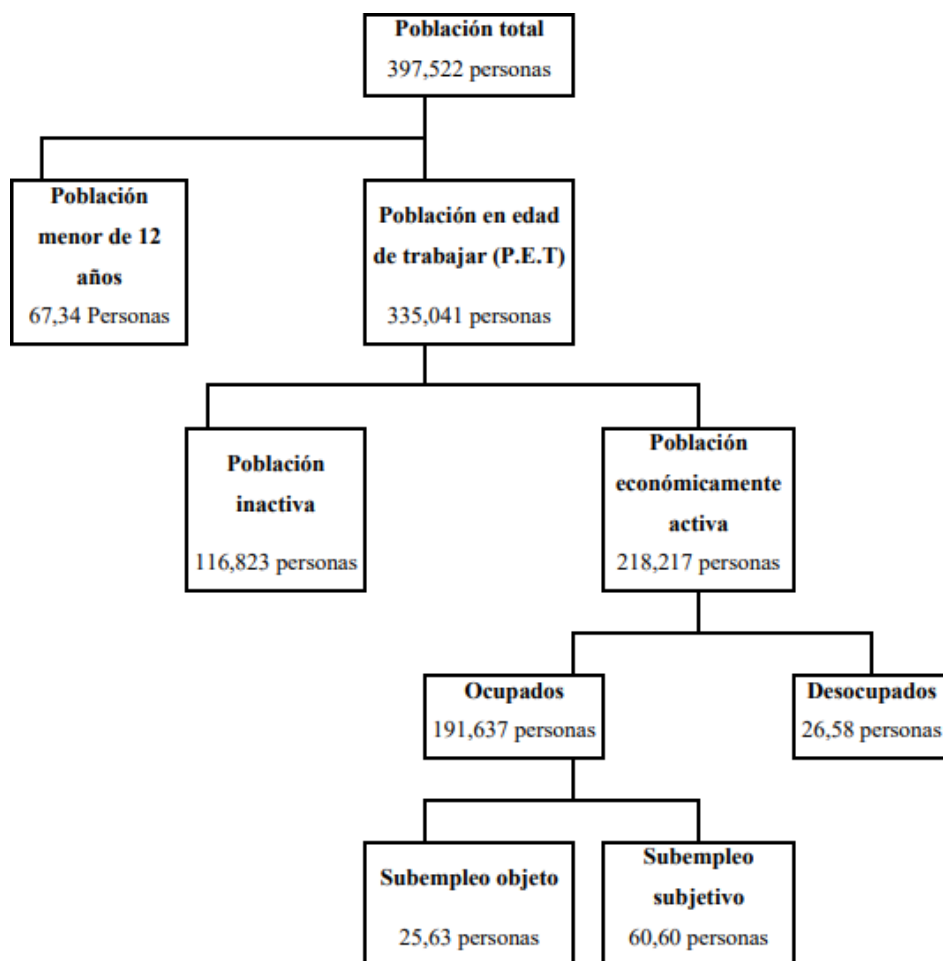 Población total
397,522 personas
Población
menor de 12
años
67,34 Personas
Población en edad
de trabajar (P.E.T)
335,041 personas
Población
inactiva
116,823 personas
Población
económicamente
activa
218,217 personas
Ocupados
191,637 personas
Desocupados
26,58 personas
Subempleo objeto
25,63 personas
Subempleo
subjetivo
60,60 personas